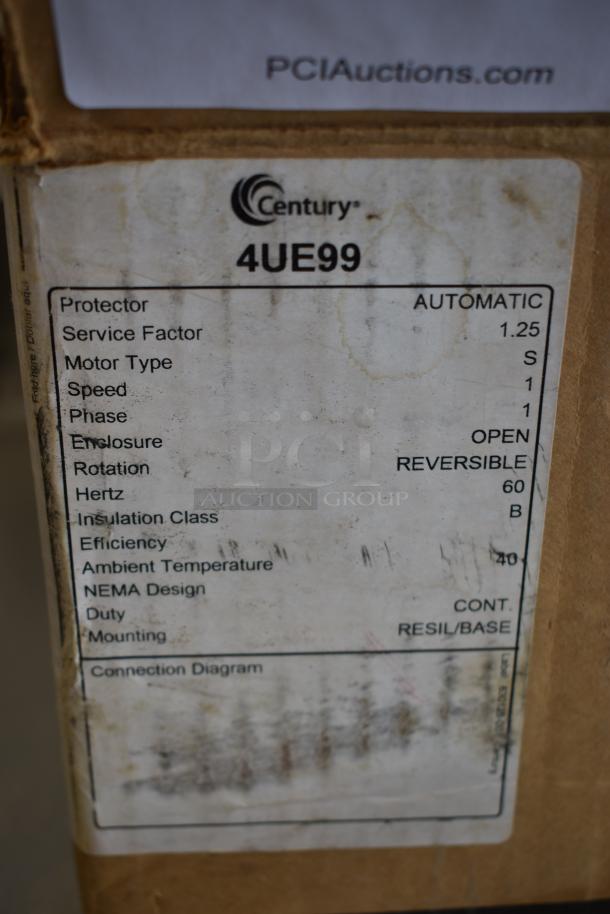 PCIAuctions.com
Century®
4UE99
Protector AUTOMATIC
Service Factor 1.25
Motor Type S
Speed 1
Phase 1
Enclosure OPEN
Rotation REVERSIBLE
Hertz 60
Insulation Class B
Efficiency
Ambient Temperature 40
NEMA Design
Duty CONT.
Mounting RESIL/BASE
Connection Diagram
PCI
AUCTION GROUP